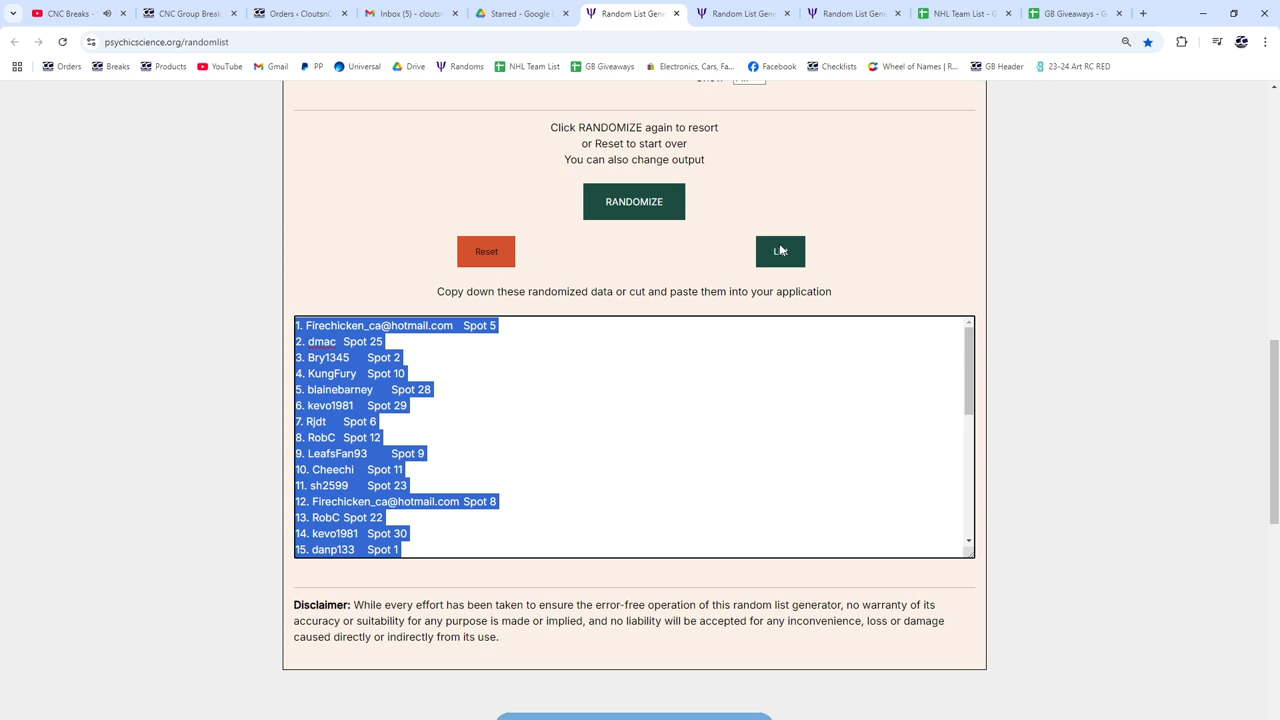 CNC Breaks -
CNC Group Break
Orders < CloutsnC
Inbox (5) - clouts
Starred - Google D
Random List Gene
Random List Gene
Random List Gene
NHL Team List - G
GB Giveaways - G
psychicscience.org/randomlist
Orders
Breaks
Products
YouTube
Gmail
PP
Universal
Drive
Randoms
NHL Team List
GB Giveaways
Electronics, Cars, Fa...
Facebook
Checklists
Wheel of Names | R...
GB Header
23-24 Art RC RED
Click RANDOMIZE again to resort
or Reset to start over
You can also change output
RANDOMIZE
Reset
Copy down these randomized data or cut and paste them into your application
1. Firechicken_ca@hotmail.com Spot 5
2. dmac Spot 25
3. Bry1345 Spot 2
4. KungFury Spot 10
5. blainebarney Spot 28
6. kevo1981 Spot 29
7. Rjdt Spot 6
8. RobC Spot 12
9. LeafsFan93 Spot 9
10. Cheechi Spot 11
11. sh2599 Spot 23
12. Firechicken_ca@hotmail.com Spot 8
13. RobC Spot 22
14. kevo1981 Spot 30
15. danp133 Spot 1
Disclaimer: While every effort has been taken to ensure the error-free operation of this random list generator, no warranty of its
accuracy or suitability for any purpose is made or implied, and no liability will be accepted for any inconvenience, loss or damage
caused directly or indirectly from its use.